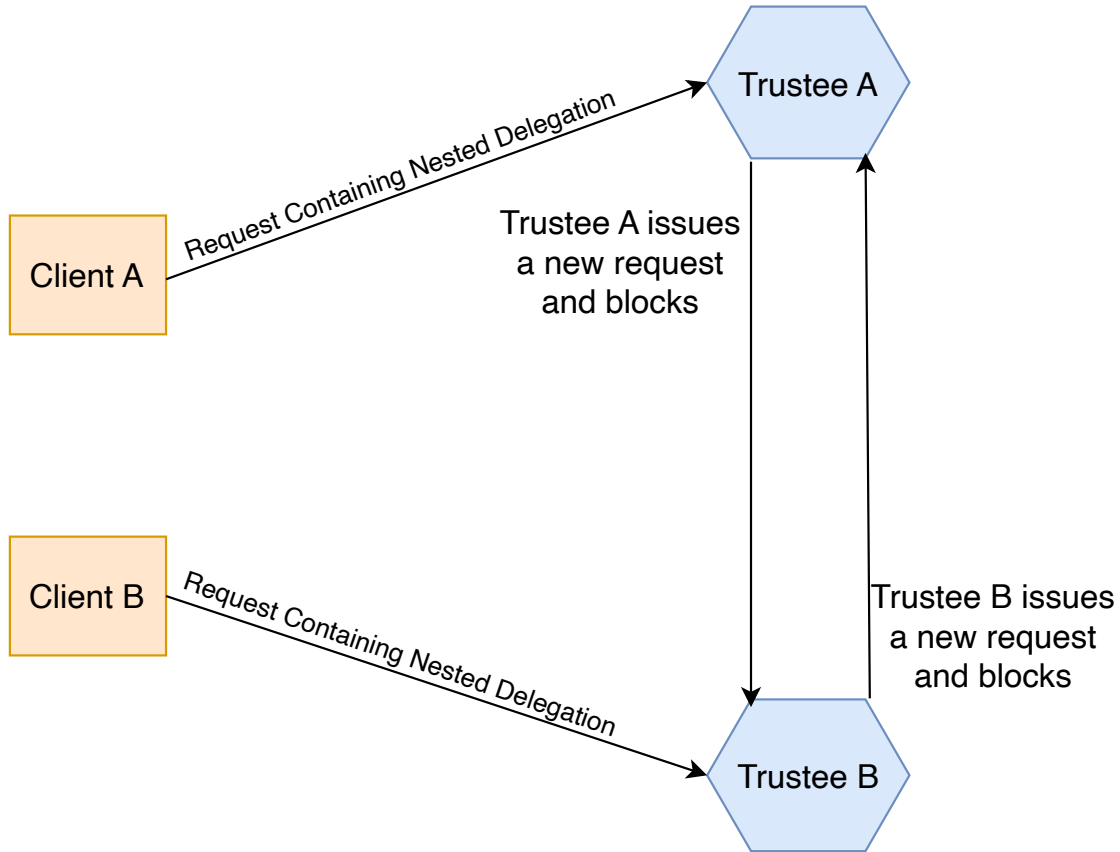 Trustee A
Request Containing Nested Delegation
Trustee A issues
a new request
and blocks
Client A
Client B
Request Containing Nested Delegation
Trustee B issues
a new request
and blocks
Trustee B